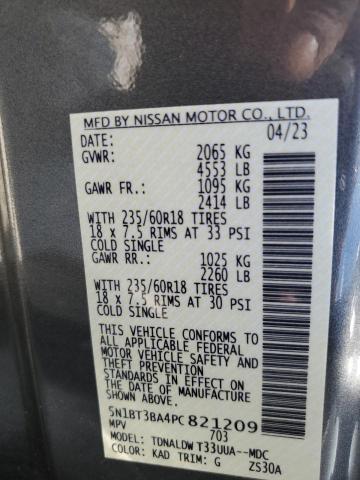 MFD BY NISSAN MOTOR CO., LTD.
DATE: 04/23
GVWR: 2065 KG
4553 LB
GAWR FR.: 1095 KG
2414 LB
WITH 235/60R18 TIRES
18 x 7.5 RIMS AT 33 PSI
COLD SINGLE
GAWR RR.: 1025 KG
2260 LB
WITH 235/60R18 TIRES
18 x 7.5 RIMS AT 30 PSI
COLD SINGLE
THIS VEHICLE CONFORMS TO
ALL APPLICABLE FEDERAL
MOTOR VEHICLE SAFETY AND
THEFT PREVENTION
STANDARDS IN EFFECT ON
THE DATE OF MANUFACTURE
SHOWN ABOVE.
5N1BT3BA4PC821209
MPV 703
MODEL: TDNALDW T33UUA--MDC
COLOR: KAD TRIM: G ZS30A